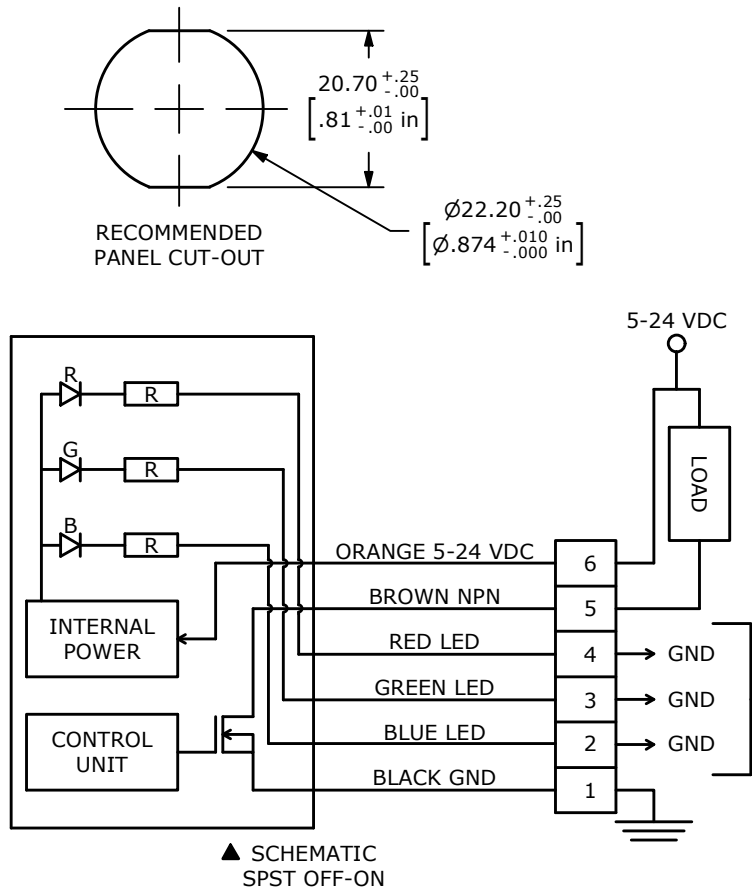 20.70 +.25 -.00
[.81 +.01 -.00 in]
Ø22.20 +.25 -.00
[Ø.874 +.010 -.000 in]
RECOMMENDED
PANEL CUT-OUT
5-24 VDC
R
R
G
R
B
R
LOAD
ORANGE 5-24 VDC
6
BROWN NPN
5
INTERNAL
POWER
RED LED
4
GND
GREEN LED
3
GND
CONTROL
UNIT
BLUE LED
2
GND
BLACK GND
1
▲ SCHEMATIC
SPST OFF-ON